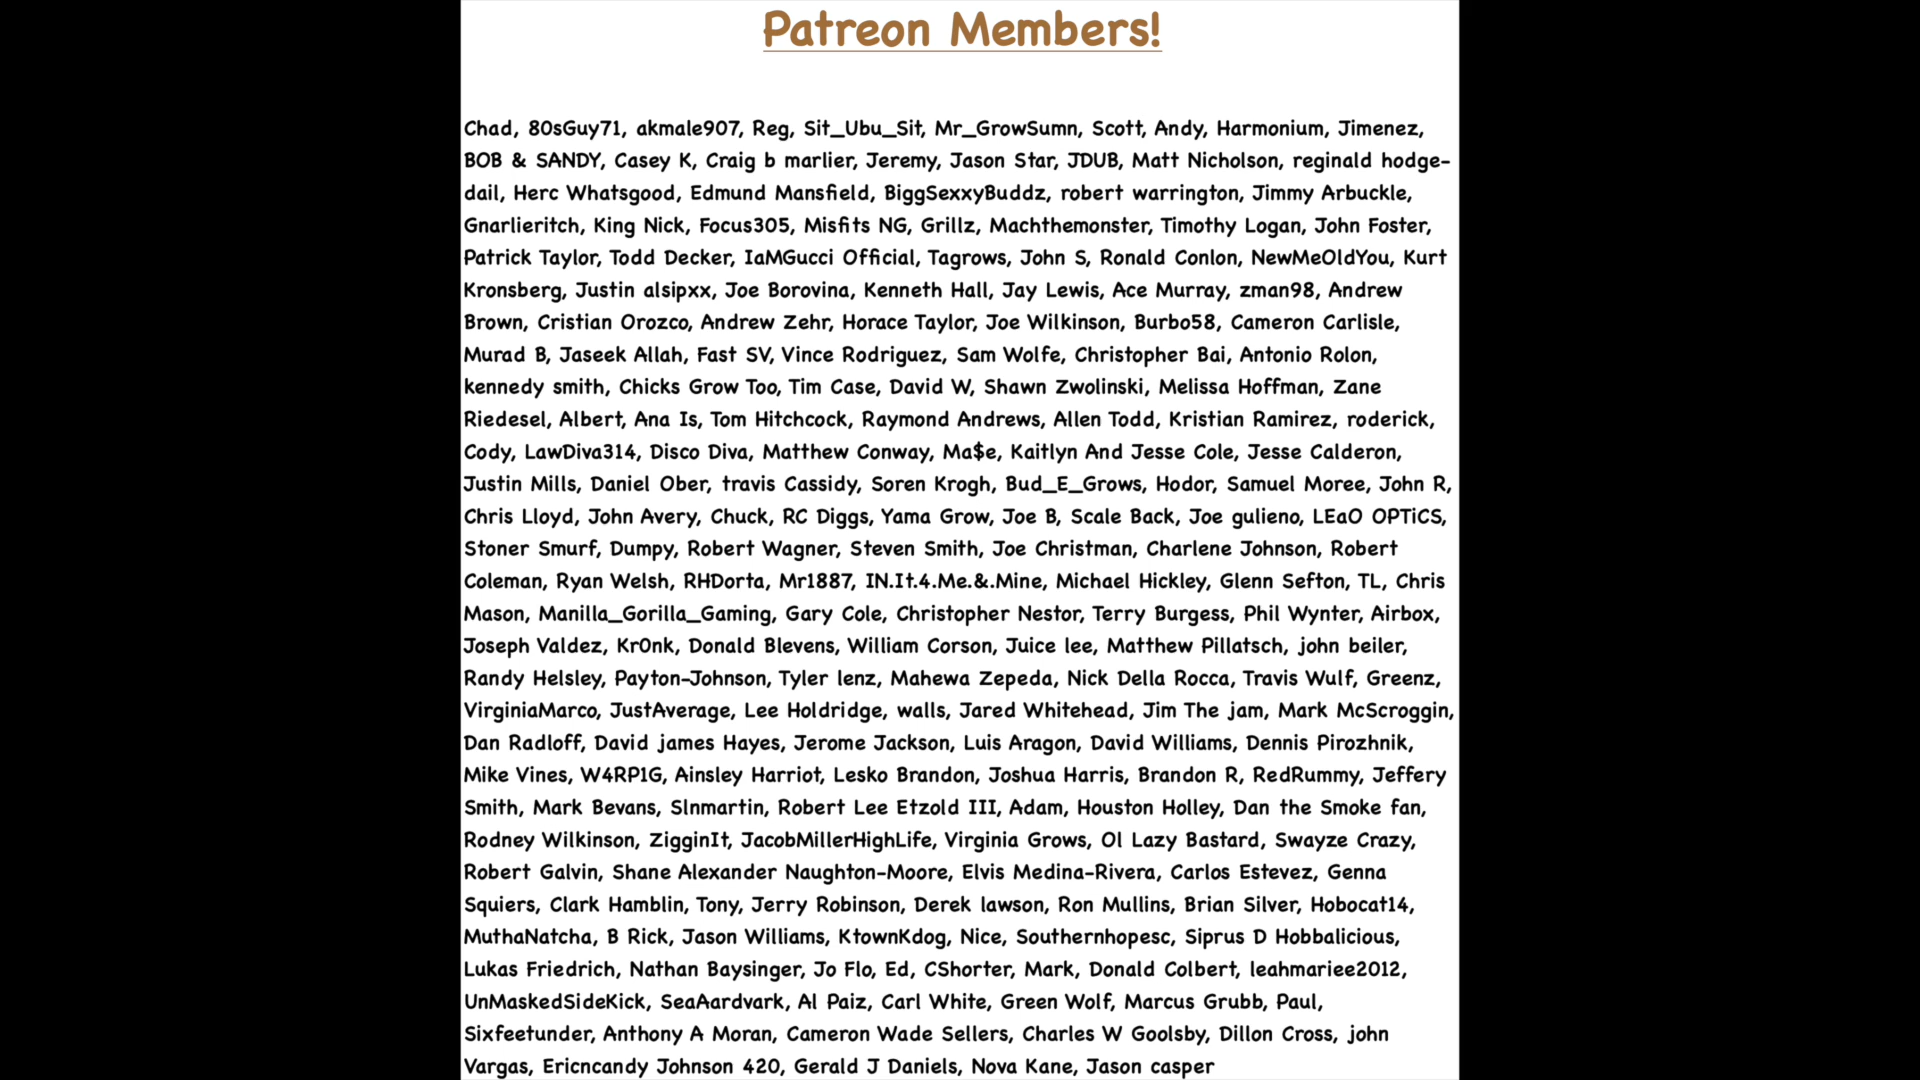 Patreon Members!
Chad, 80sGuy71, akmale907, Reg, Sit_Ubu_Sit, Mr_GrowSumn, Scott, Andy, Harmonium, Jimenez,
BOB & SANDY, Casey K, Craig b marlier, Jeremy, Jason Star, JDUB, Matt Nicholson, reginald hodge-
dail, Herc Whatsgood, Edmund Mansfield, BiggSexxyBuddz, robert warrington, Jimmy Arbuckle,
Gnarlieritch, King Nick, Focus305, Misfits NG, Grillz, Machthemonster, Timothy Logan, John Foster,
Patrick Taylor, Todd Decker, IaMGucci Official, Tagrows, John S, Ronald Conlon, NewMeOldYou, Kurt
Kronsberg, Justin alsipxx, Joe Borovina, Kenneth Hall, Jay Lewis, Ace Murray, zman98, Andrew
Brown, Cristian Orozco, Andrew Zehr, Horace Taylor, Joe Wilkinson, Burbo58, Cameron Carlisle,
Murad B, Jaseek Allah, Fast SV, Vince Rodriguez, Sam Wolfe, Christopher Bai, Antonio Rolon,
kennedy smith, Chicks Grow Too, Tim Case, David W, Shawn Zwolinski, Melissa Hoffman, Zane
Riedesel, Albert, Ana Is, Tom Hitchcock, Raymond Andrews, Allen Todd, Kristian Ramirez, roderick,
Cody, LawDiva314, Disco Diva, Matthew Conway, Ma$e, Kaitlyn And Jesse Cole, Jesse Calderon,
Justin Mills, Daniel Ober, travis Cassidy, Soren Krogh, Bud_E_Grows, Hodor, Samuel Moree, John R,
Chris Lloyd, John Avery, Chuck, RC Diggs, Yama Grow, Joe B, Scale Back, Joe gulieno, LEaO OPTiCS,
Stoner Smurf, Dumpy, Robert Wagner, Steven Smith, Joe Christman, Charlene Johnson, Robert
Coleman, Ryan Welsh, RHDorta, Mr1887, IN.It.4.Me.&.Mine, Michael Hickley, Glenn Sefton, TL, Chris
Mason, Manilla_Gorilla_Gaming, Gary Cole, Christopher Nestor, Terry Burgess, Phil Wynter, Airbox,
Joseph Valdez, Kr0nk, Donald Blevens, William Corson, Juice lee, Matthew Pillatsch, john beiler,
Randy Helsley, Payton-Johnson, Tyler lenz, Mahewa Zepeda, Nick Della Rocca, Travis Wulf, Greenz,
VirginiaMarco, JustAverage, Lee Holdridge, walls, Jared Whitehead, Jim The jam, Mark McScroggin,
Dan Radloff, David james Hayes, Jerome Jackson, Luis Aragon, David Williams, Dennis Pirozhnik,
Mike Vines, W4RP1G, Ainsley Harriot, Lesko Brandon, Joshua Harris, Brandon R, RedRummy, Jeffery
Smith, Mark Bevans, Slnmartin, Robert Lee Etzold III, Adam, Houston Holley, Dan the Smoke fan,
Rodney Wilkinson, ZigginIt, JacobMillerHighLife, Virginia Grows, Ol Lazy Bastard, Swayze Crazy,
Robert Galvin, Shane Alexander Naughton-Moore, Elvis Medina-Rivera, Carlos Estevez, Genna
Squiers, Clark Hamblin, Tony, Jerry Robinson, Derek lawson, Ron Mullins, Brian Silver, Hobocat14,
MuthaNatcha, B Rick, Jason Williams, KtownKdog, Nice, Southernhopesc, Siprus D Hobbalicious,
Lukas Friedrich, Nathan Baysinger, Jo Flo, Ed, CShorter, Mark, Donald Colbert, leahmariee2012,
UnMaskedSideKick, SeaAardvark, Al Paiz, Carl White, Green Wolf, Marcus Grubb, Paul,
Sixfeetunder, Anthony A Moran, Cameron Wade Sellers, Charles W Goolsby, Dillon Cross, john
Vargas, Ericncandy Johnson 420, Gerald J Daniels, Nova Kane, Jason casper